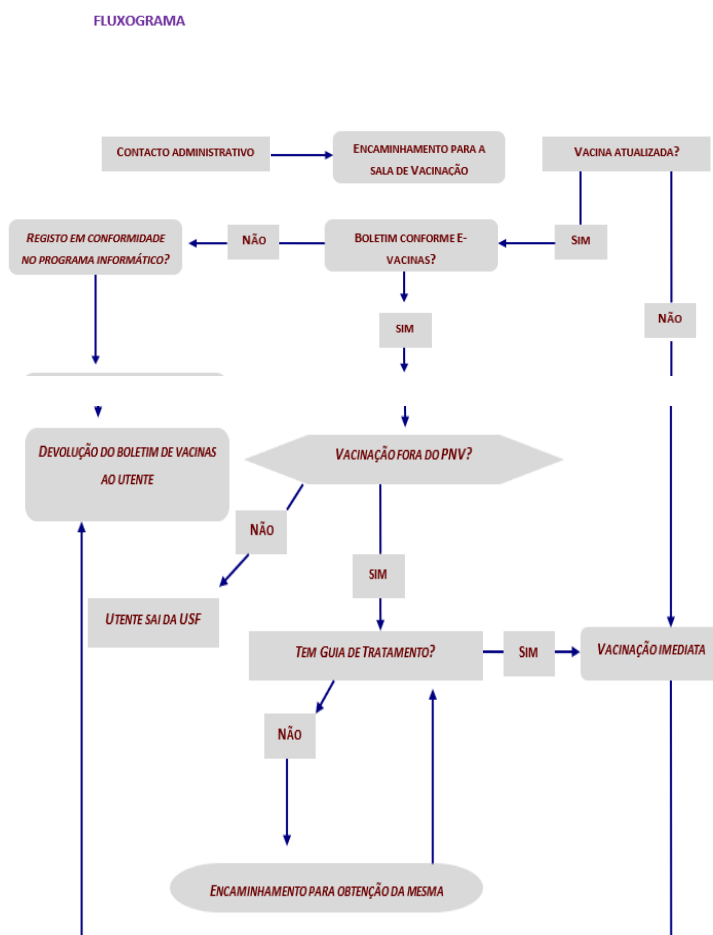 FLUXOGRAMA
CONTACTO ADMINISTRATIVO
ENCAMINHAMENTO PARA A
SALA DE VACINAÇÃO
VACINA ATUALIZADA?
REGISTO EM CONFORMIDADE
NO PROGRAMA INFORMÁTICO?
NÃO
BOLETIM CONFORME E-
VACINAS?
SIM
NÃO
SIM
DEVOLUÇÃO DO BOLETIM DE VACINAS
AO UTENTE
VACINAÇÃO FORA DO PNV?
NÃO
SIM
UTENTE SAI DA USF
TEM GUIA DE TRATAMENTO?
SIM
VACINAÇÃO IMEDIATA
NÃO
ENCAMINHAMENTO PARA OBTENÇÃO DA MESMA